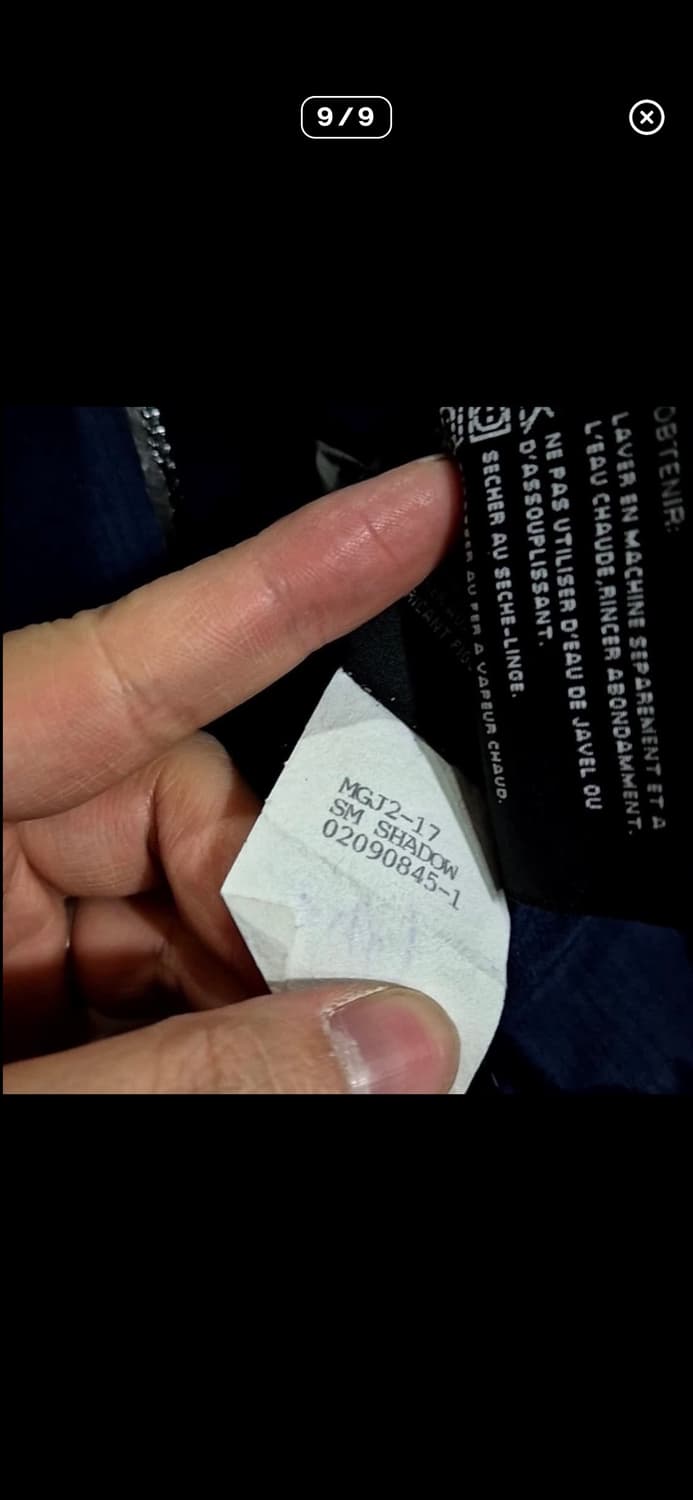 9/9
OBTENIR:
LAVER EN MACHINE SEPAREMENT ET A
L'EAU CHAUDE,RINCER ABONDAMMENT.
NE PAS UTILISER D'EAU DE JAVEL OU
D'ASSOUPLISSANT.
SECHER AU SECHE-LINGE.
AU FER A VAPEUR CHAUD.
MGJ2-17
SM SHADOW
02090845-1